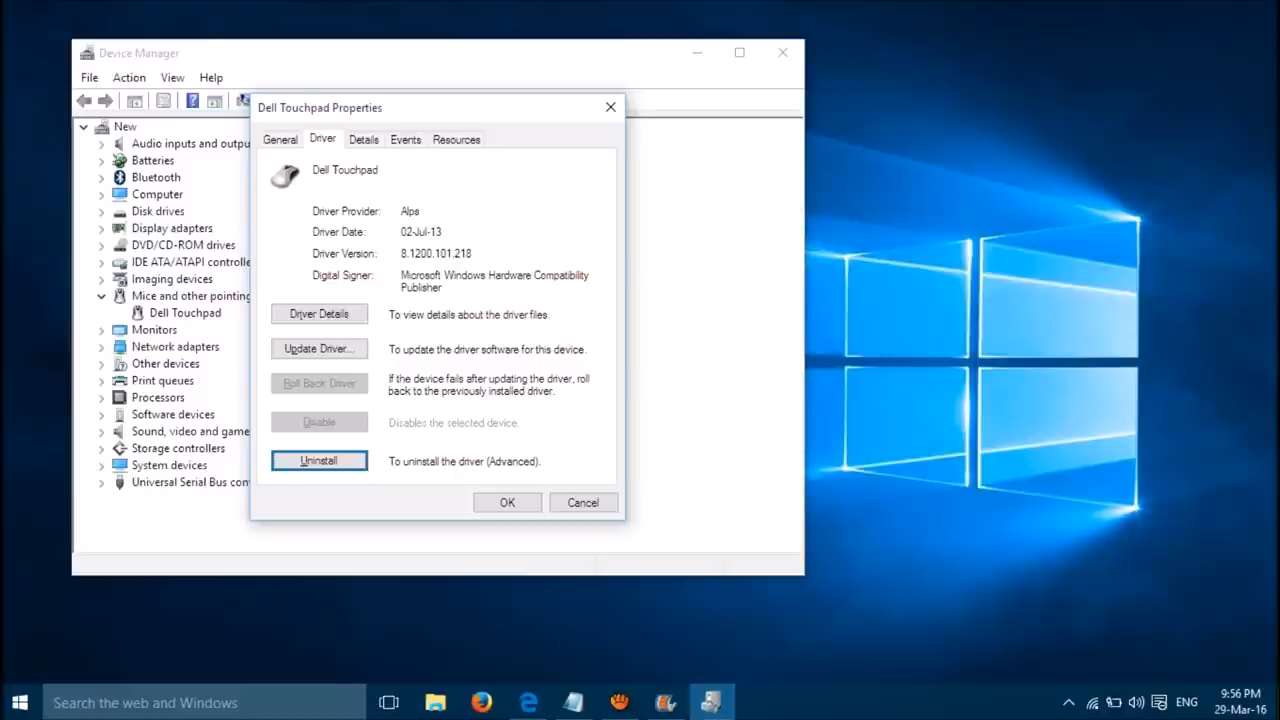 Device Manager
File Action View Help
Dell Touchpad Properties
General Driver Details Events Resources
Dell Touchpad
Driver Provider: Alps
Driver Date: 02-Jul-13
Driver Version: 8.1200.101.218
Digital Signer: Microsoft Windows Hardware Compatibility
Publisher
Driver Details To view details about the driver files.
Update Driver... To update the driver software for this device.
Roll Back Driver If the device fails after updating the driver, roll
back to the previously installed driver.
Disable Disables the selected device.
Uninstall To uninstall the driver (Advanced).
OK Cancel
New
Audio inputs and outpu
Batteries
Bluetooth
Computer
Disk drives
Display adapters
DVD/CD-ROM drives
IDE ATA/ATAPI controlle
Imaging devices
Mice and other pointing
Dell Touchpad
Monitors
Network adapters
Other devices
Print queues
Processors
Software devices
Sound, video and game
Storage controllers
System devices
Universal Serial Bus con
Search the web and Windows
ENG
9:56 PM
29-Mar-16